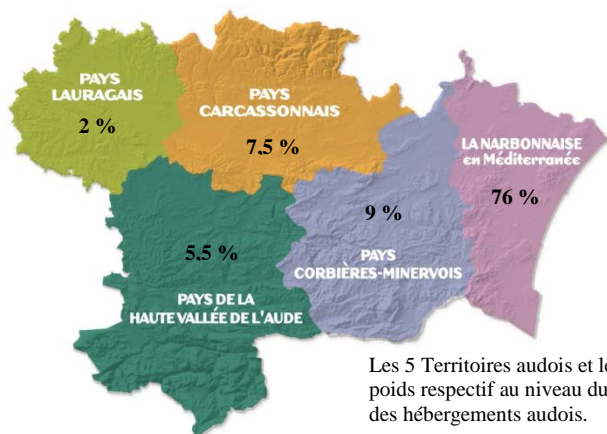 PAYS
LAURAGAIS
2 %
PAYS
CARCASSONNAIS
7,5 %
LA NARBONNAISE
en Méditerranée
76 %
9 %
PAYS
CORBIÈRES-MINERVOIS
5,5 %
PAYS DE LA
HAUTE VALLÉE DE L'AUDE
Les 5 Territoires audois et
poids respectif au niveau du
des hébergements audois.